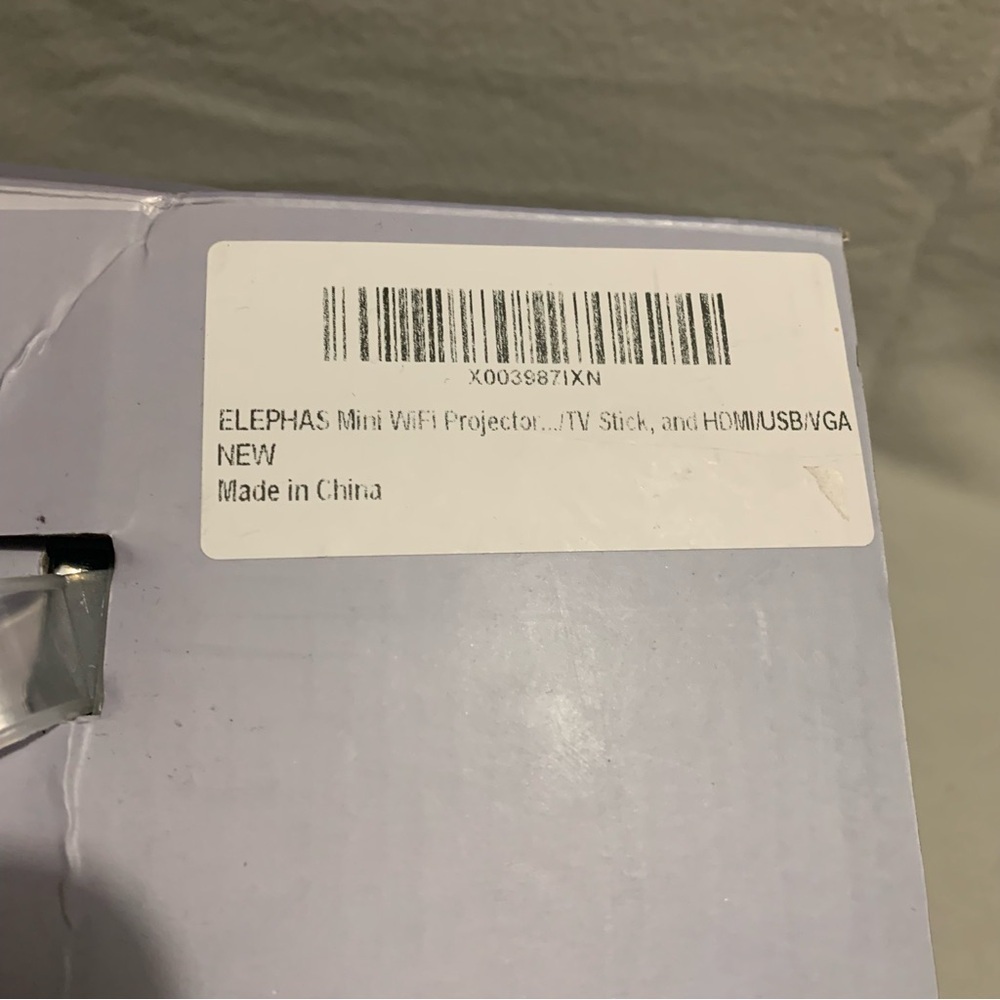 X003987IXN
ELEPHAS Mini WiFi Projector.../TV Stick, and HDMI/USB/VGA
NEW
Made in China